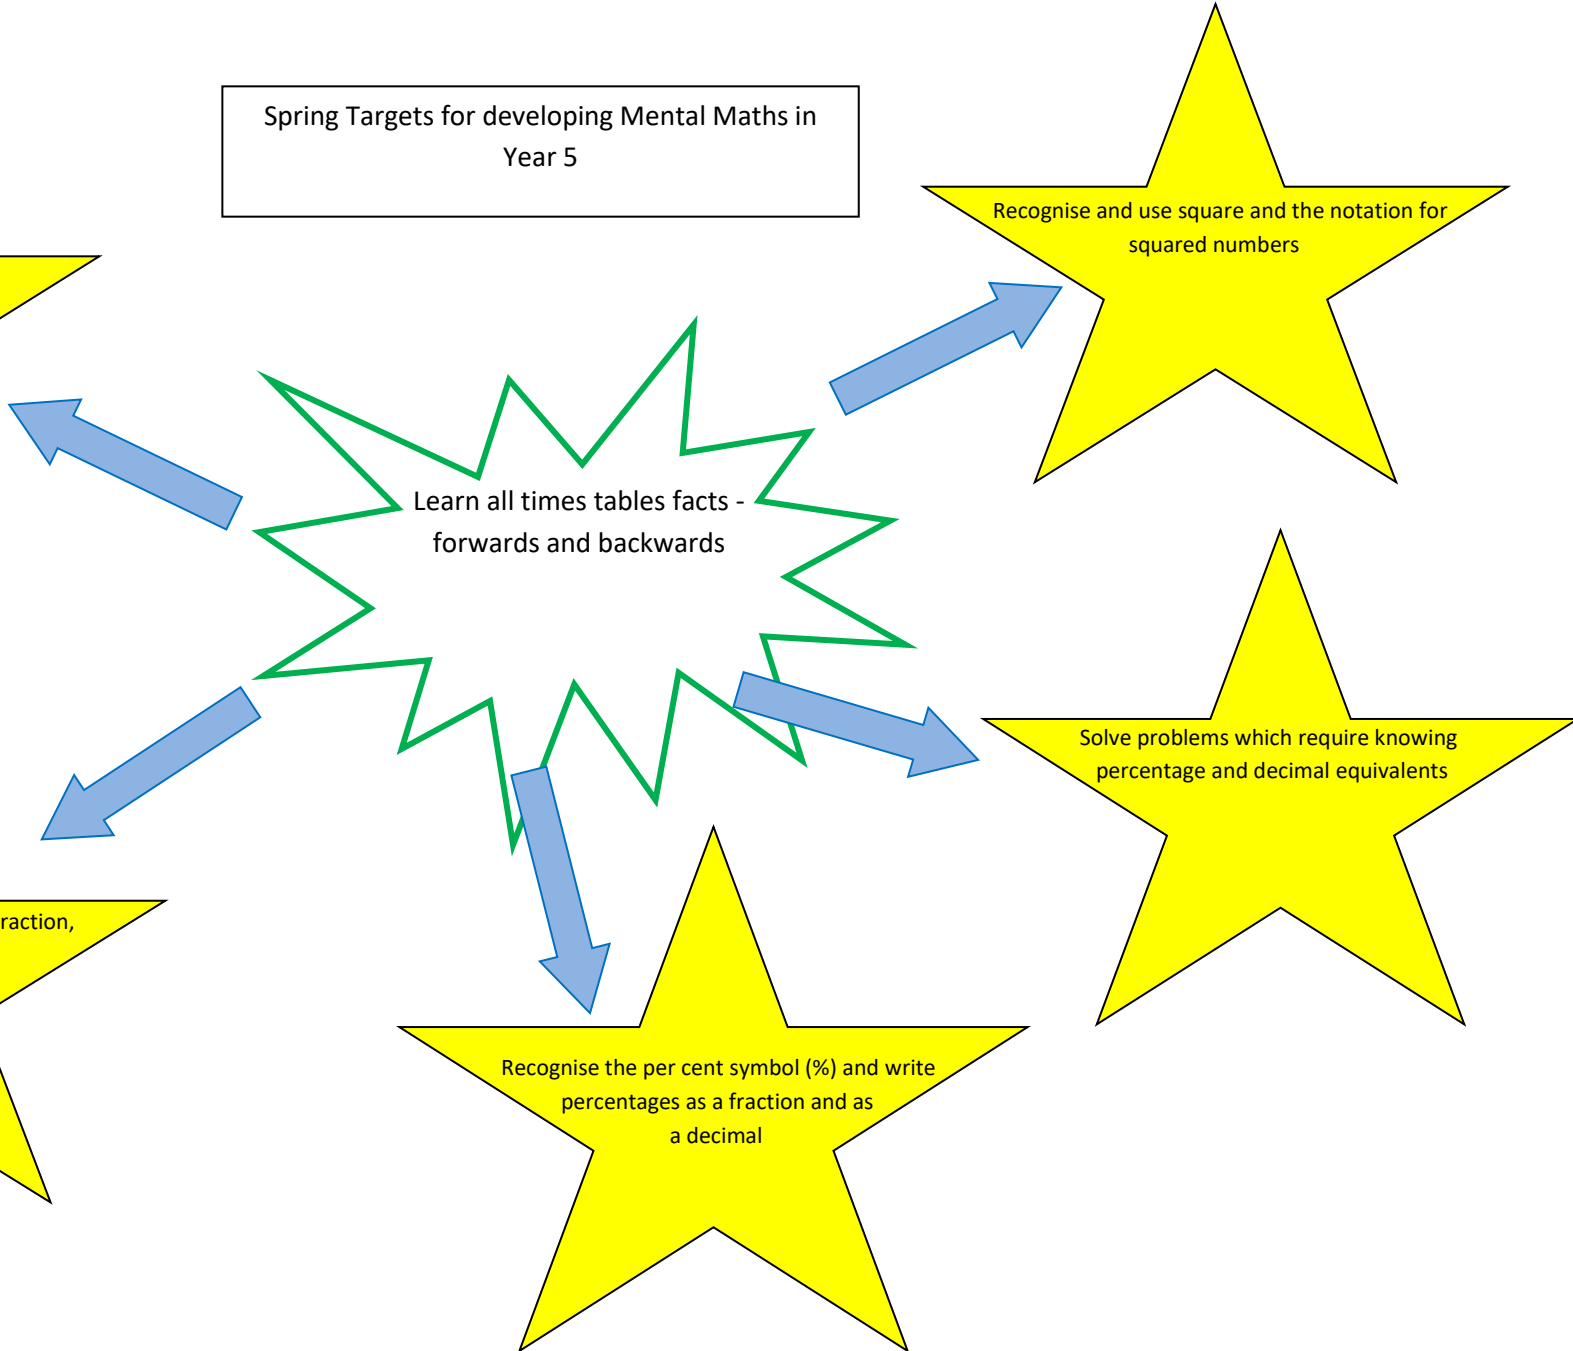 Spring Targets for developing Mental Maths in
Year 5
Recognise and use square and the notation for
squared numbers
Learn all times tables facts -
forwards and backwards
Solve problems which require knowing
percentage and decimal equivalents
raction,
Recognise the per cent symbol (%) and write
percentages as a fraction and as
a decimal